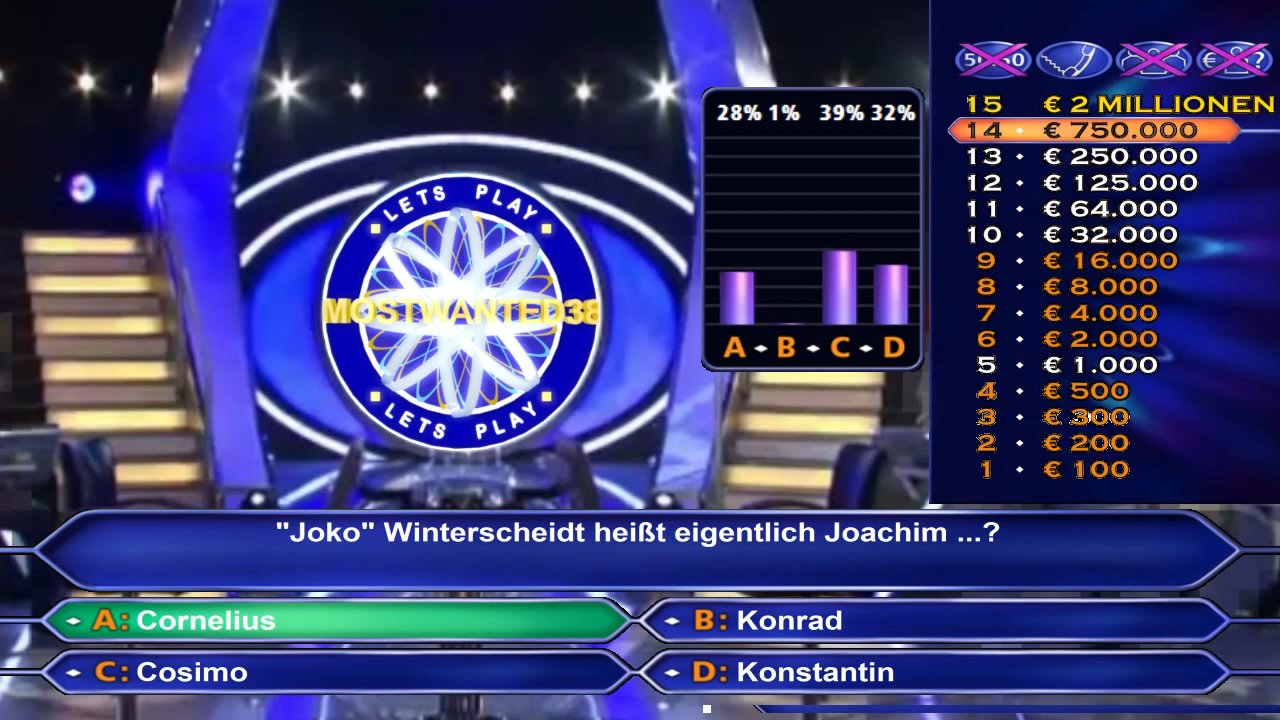 50:50 € ?
15 € 2 MILLIONEN
14 € 750.000
13 € 250.000
12 € 125.000
11 € 64.000
10 € 32.000
9 € 16.000
8 € 8.000
7 € 4.000
6 € 2.000
5 € 1.000
4 € 500
3 € 300
2 € 200
1 € 100
28% 1% 39% 32%
A B C D
LETS PLAY
MOSTWANTED38
LETS PLAY
"Joko" Winterscheidt heißt eigentlich Joachim ...?
A: Cornelius
B: Konrad
C: Cosimo
D: Konstantin